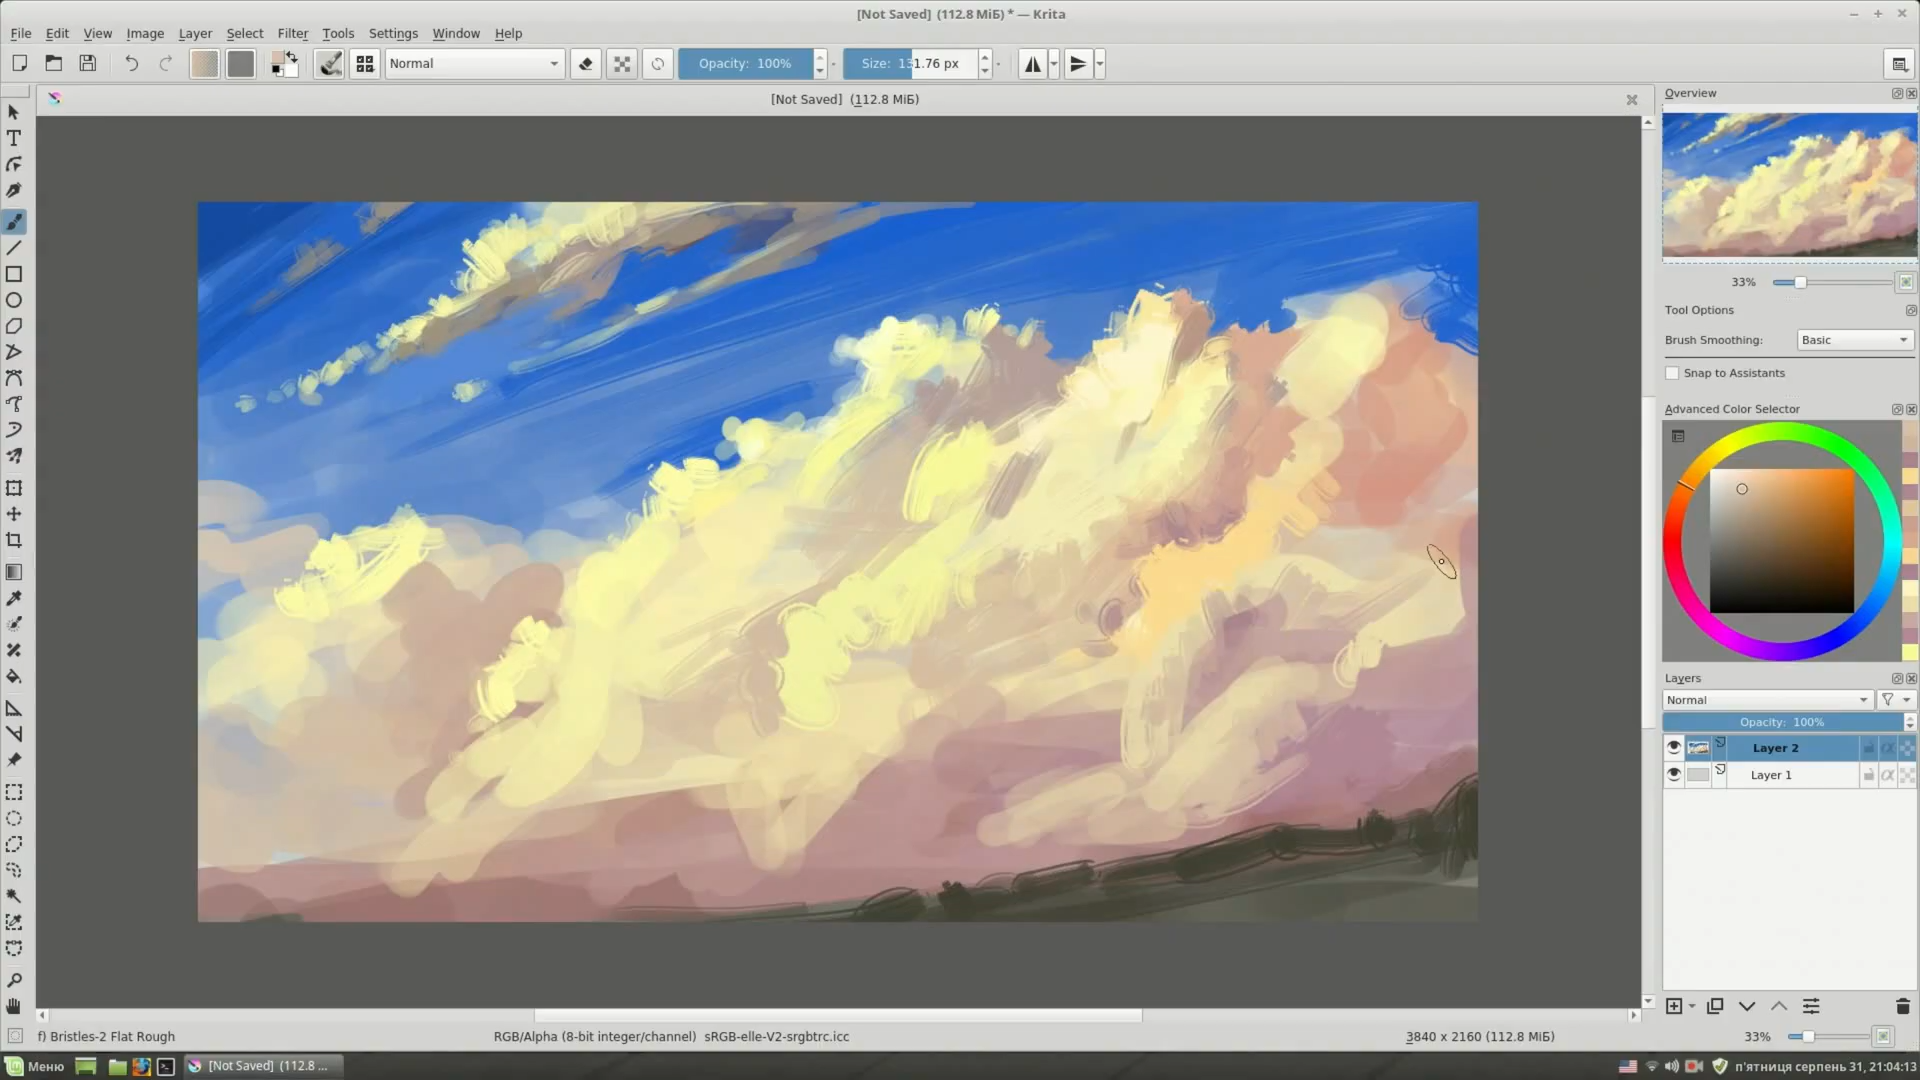 [Not Saved]  (112.8 МіБ) * — Krita
File Edit View Image Layer Select Filter Tools Settings Window Help
Normal
Opacity: 100%
Size: 131.76 px
[Not Saved]  (112.8 МіБ)
Overview
33%
Tool Options
Brush Smoothing: Basic
Snap to Assistants
Advanced Color Selector
Layers
Normal
Opacity: 100%
Layer 2
Layer 1
f) Bristles-2 Flat Rough
RGB/Alpha (8-bit integer/channel)  sRGB-elle-V2-srgbtrc.icc
3840 x 2160 (112.8 МіБ)
33%
Меню
[Not Saved]  (112.8 ...
п'ятниця серпень 31, 21:04:13